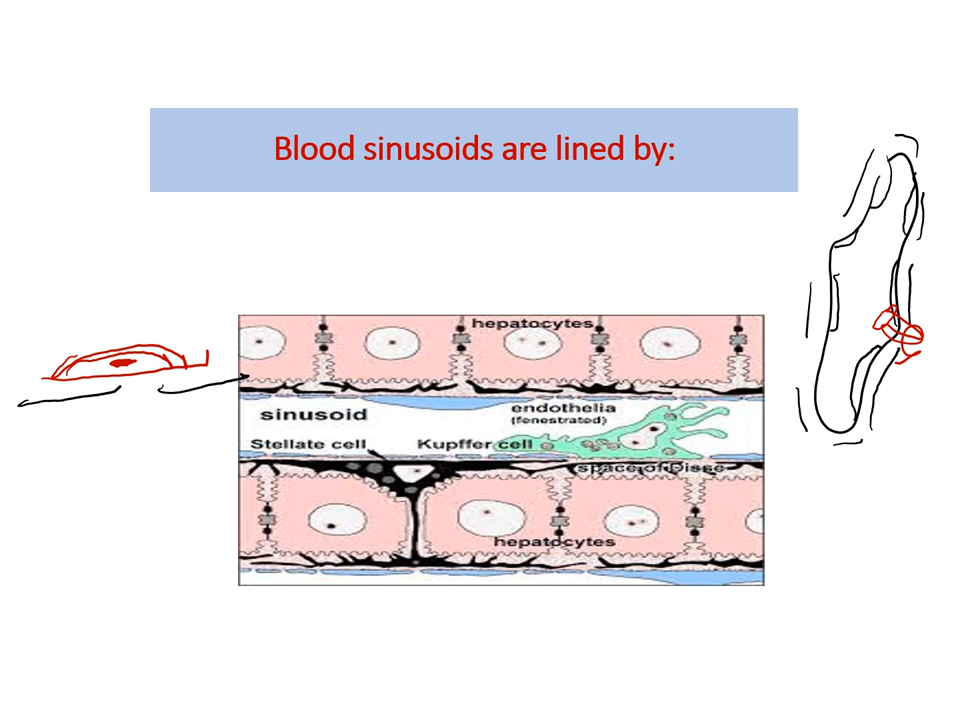 Blood sinusoids are lined by:
hepatocytes
sinusoid
endothelia
(fenestrated)
Stellate cell
Kupffer cell
space of Disse
hepatocytes